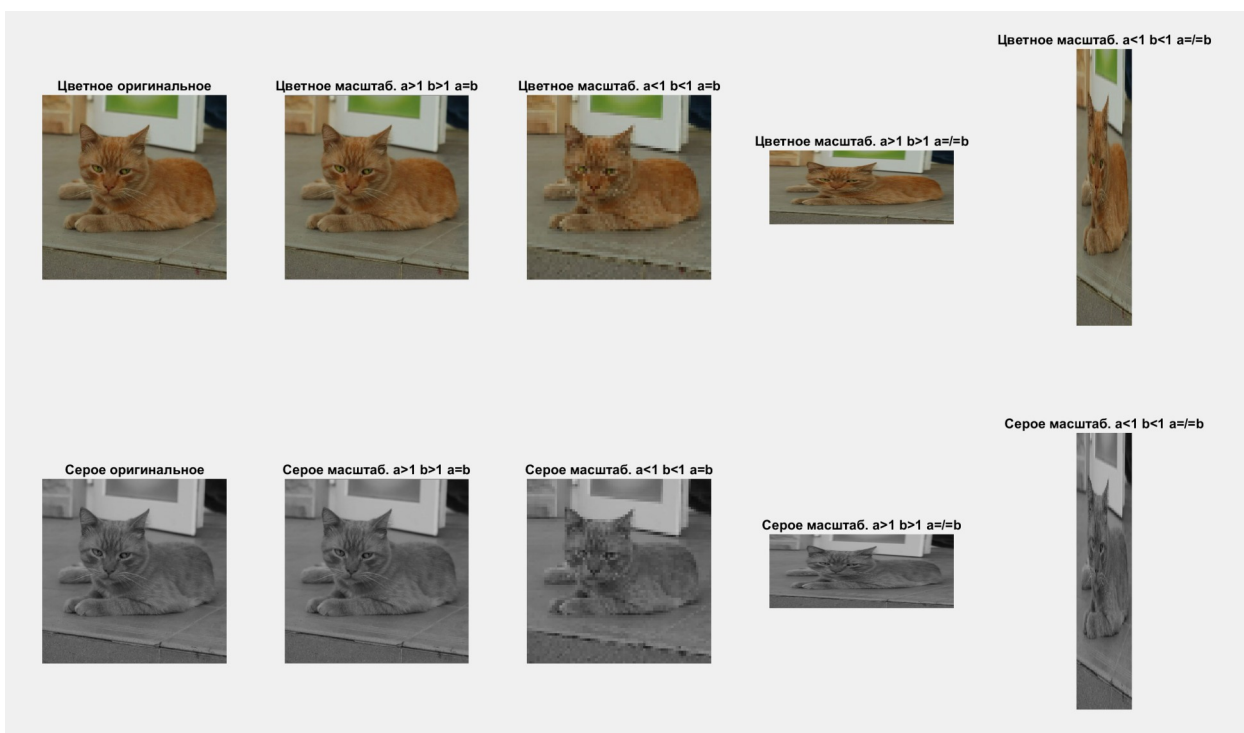 Цветное масштаб. a<1 b<1 a=/=b
Цветное оригинальное
Цветное масштаб. a>1 b>1 a=b
Цветное масштаб. a<1 b<1 a=b
Цветное масштаб. a>1 b>1 a=/=b
Серое масштаб. a<1 b<1 a=/=b
Серое оригинальное
Серое масштаб. a>1 b>1 a=b
Серое масштаб. a<1 b<1 a=b
Серое масштаб. a>1 b>1 a=/=b